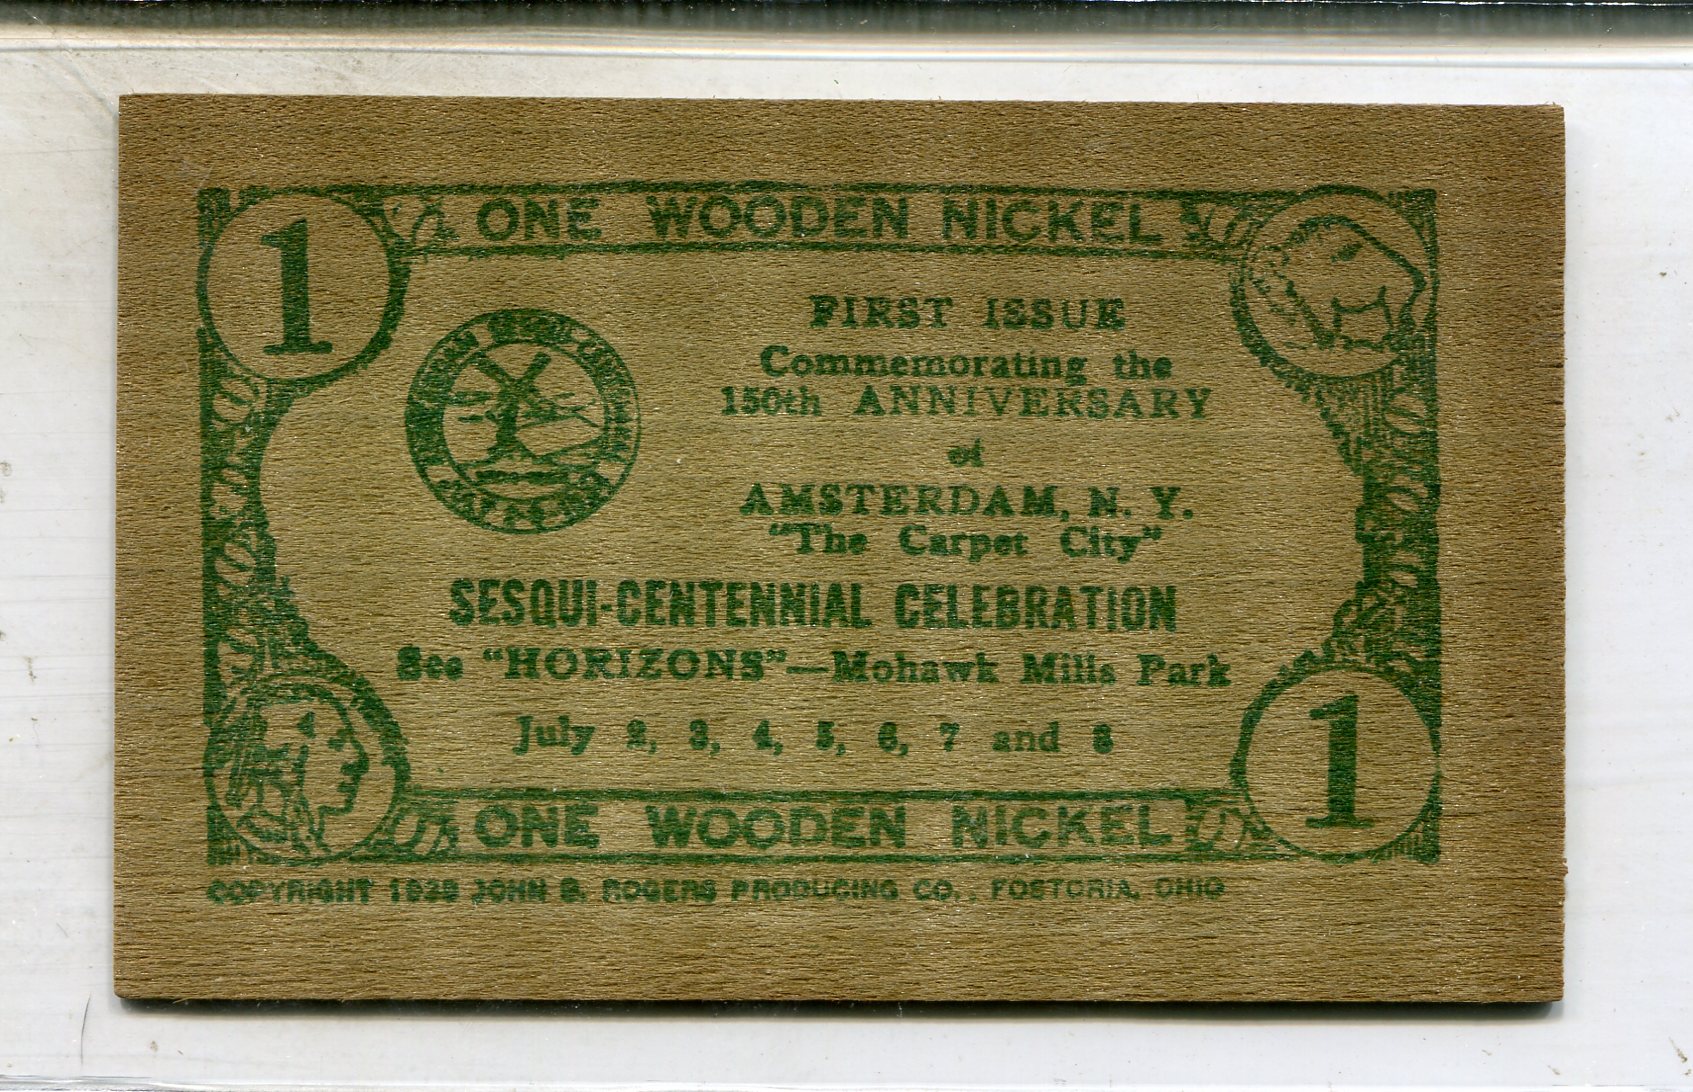 1
ONE WOODEN NICKEL
FIRST ISSUE
Commemorating the
150th ANNIVERSARY
of
AMSTERDAM, N. Y.
"The Carpet City"
SESQUI-CENTENNIAL CELEBRATION
See "HORIZONS"—Mohawk Mills Park
July 2, 3, 4, 5, 6, 7 and 8
1
ONE WOODEN NICKEL
COPYRIGHT 1938 JOHN B. ROGERS PRODUCING CO., FOSTORIA, OHIO